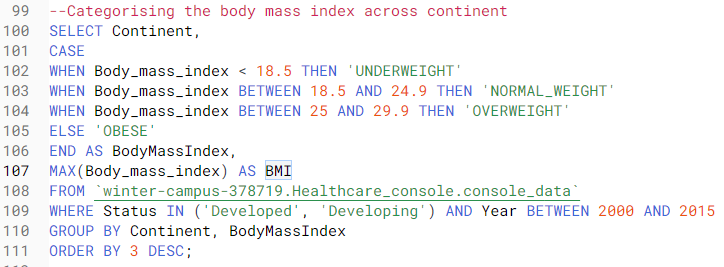 99 --Categorising the body mass index across continent
100 SELECT Continent,
101 CASE
102 WHEN Body_mass_index < 18.5 THEN 'UNDERWEIGHT'
103 WHEN Body_mass_index BETWEEN 18.5 AND 24.9 THEN 'NORMAL_WEIGHT'
104 WHEN Body_mass_index BETWEEN 25 AND 29.9 THEN 'OVERWEIGHT'
105 ELSE 'OBESE'
106 END AS BodyMassIndex,
107 MAX(Body_mass_index) AS BMI
108 FROM `winter-campus-378719.Healthcare_console.console_data`
109 WHERE Status IN ('Developed', 'Developing') AND Year BETWEEN 2000 AND 2015
110 GROUP BY Continent, BodyMassIndex
111 ORDER BY 3 DESC;